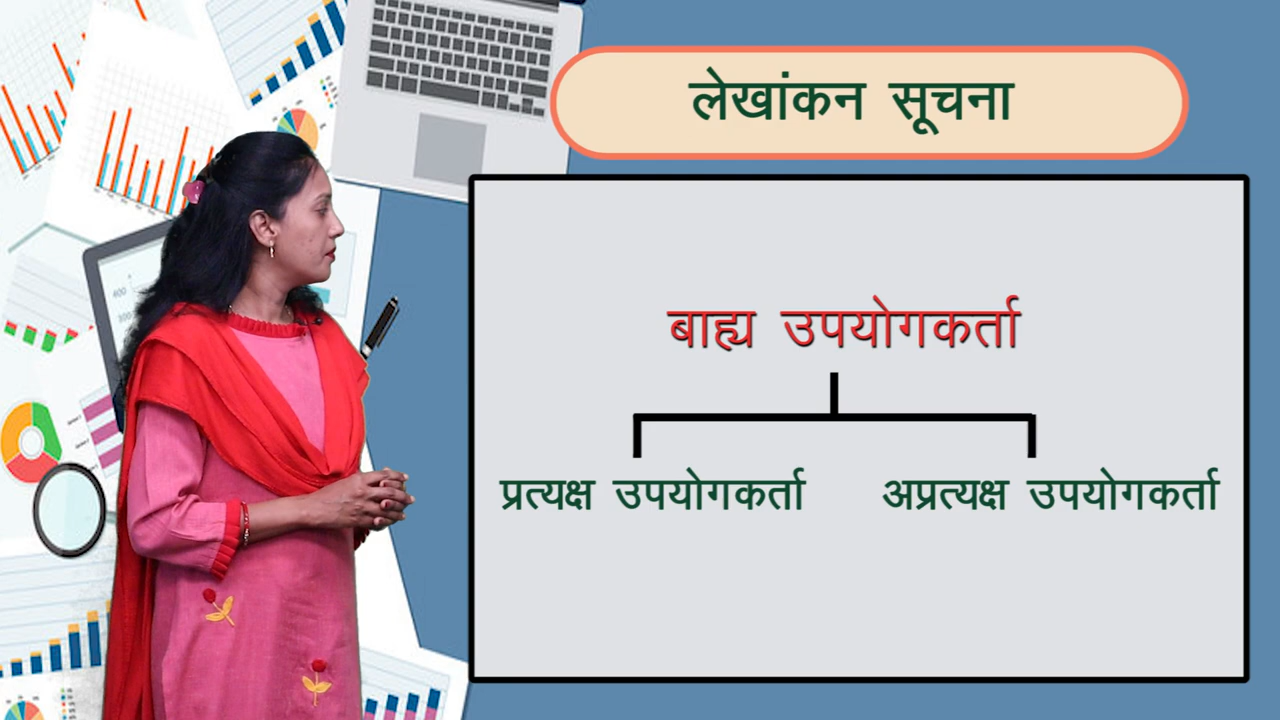 लेखांकन सूचना
बाह्य उपयोगकर्ता
प्रत्यक्ष उपयोगकर्ता अप्रत्यक्ष उपयोगकर्ता